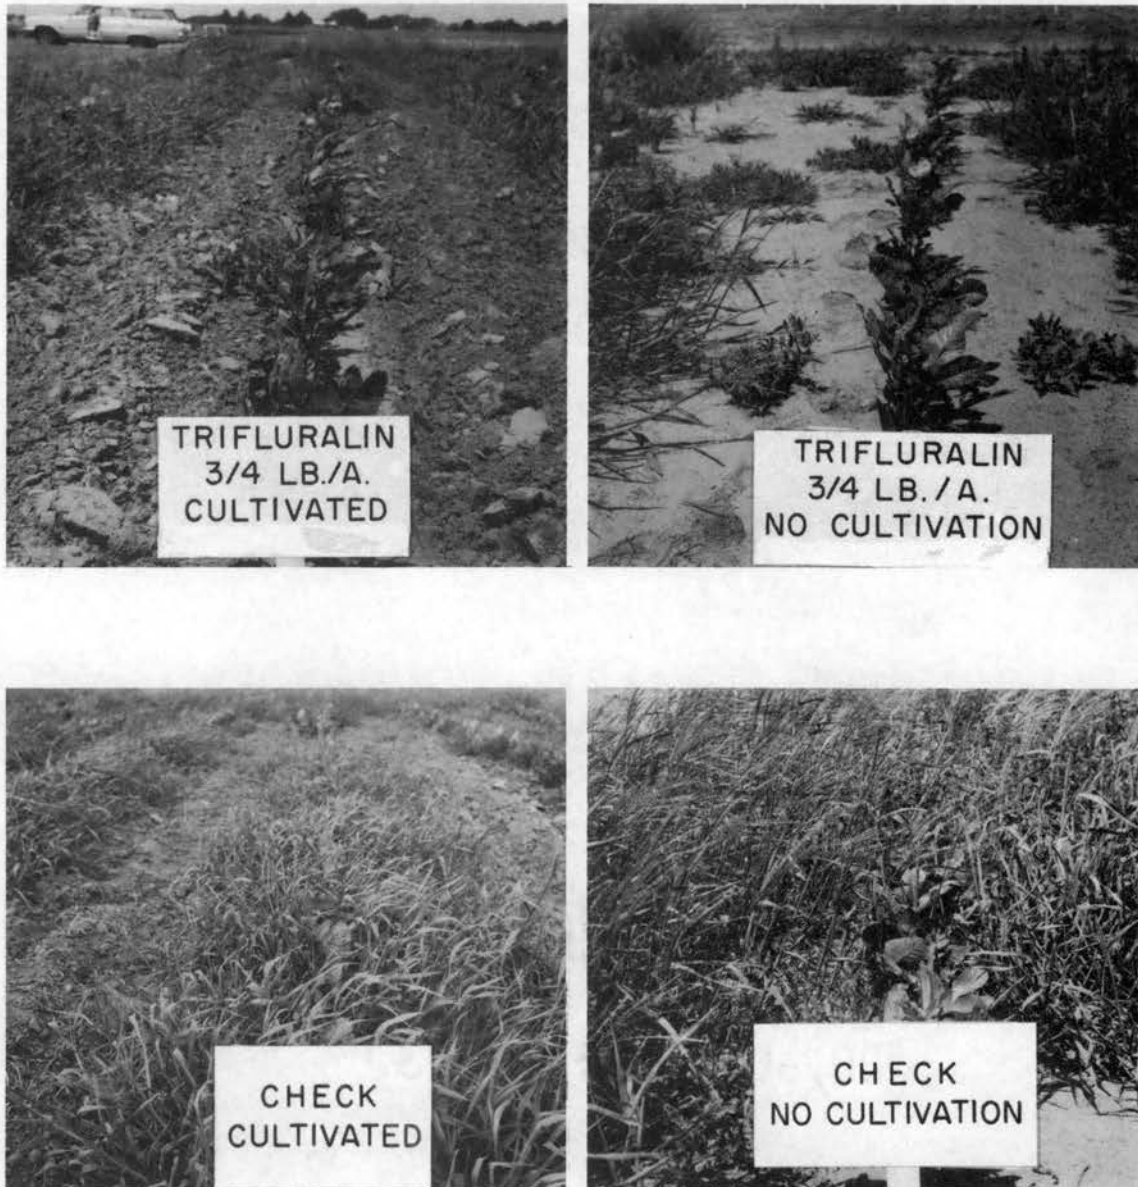 TRIFLURALIN
3/4 LB./A.
CULTIVATED
TRIFLURALIN
3/4 LB./A.
NO CULTIVATION
CHECK
CULTIVATED
CHECK
NO CULTIVATION